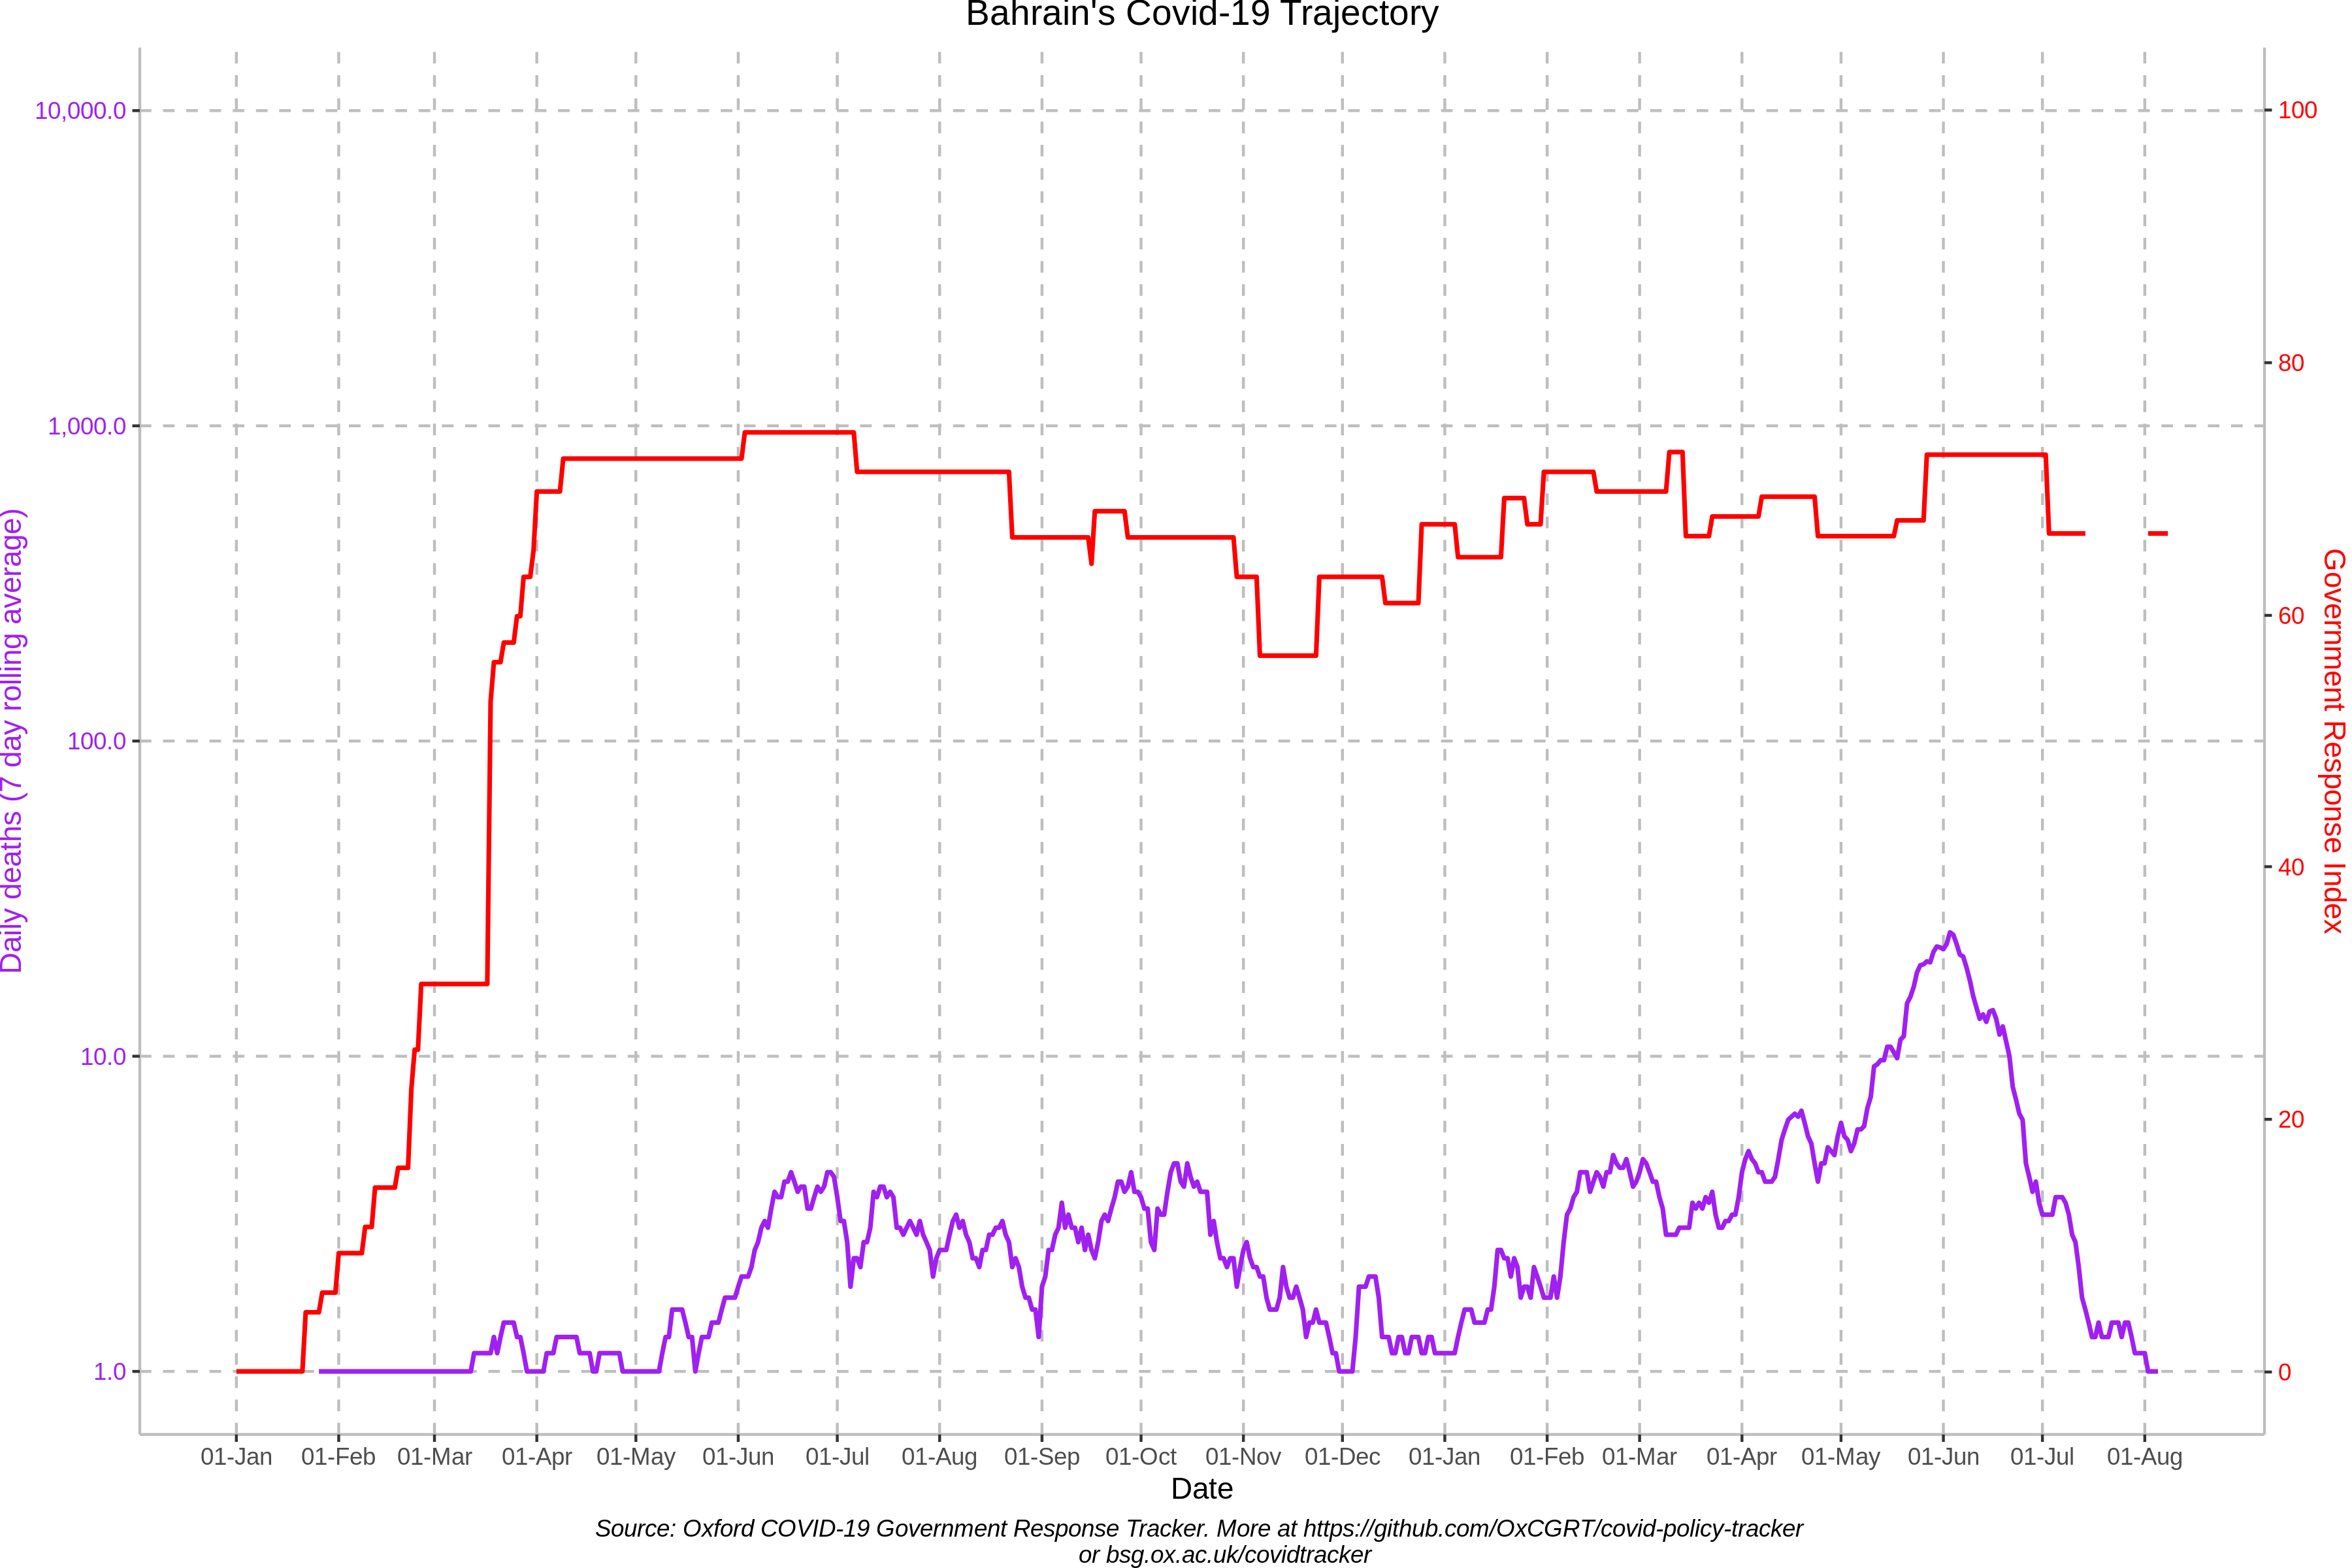 Bahrain's Covid-19 Trajectory
10,000.0
1,000.0
100.0
10.0
1.0
Daily deaths (7 day rolling average)
100
80
60
40
20
0
Government Response Index
01-Jan 01-Feb 01-Mar 01-Apr 01-May 01-Jun 01-Jul 01-Aug 01-Sep 01-Oct 01-Nov 01-Dec 01-Jan 01-Feb 01-Mar 01-Apr 01-May 01-Jun 01-Jul 01-Aug
Date
Source: Oxford COVID-19 Government Response Tracker. More at https://github.com/OxCGRT/covid-policy-tracker
or bsg.ox.ac.uk/covidtracker